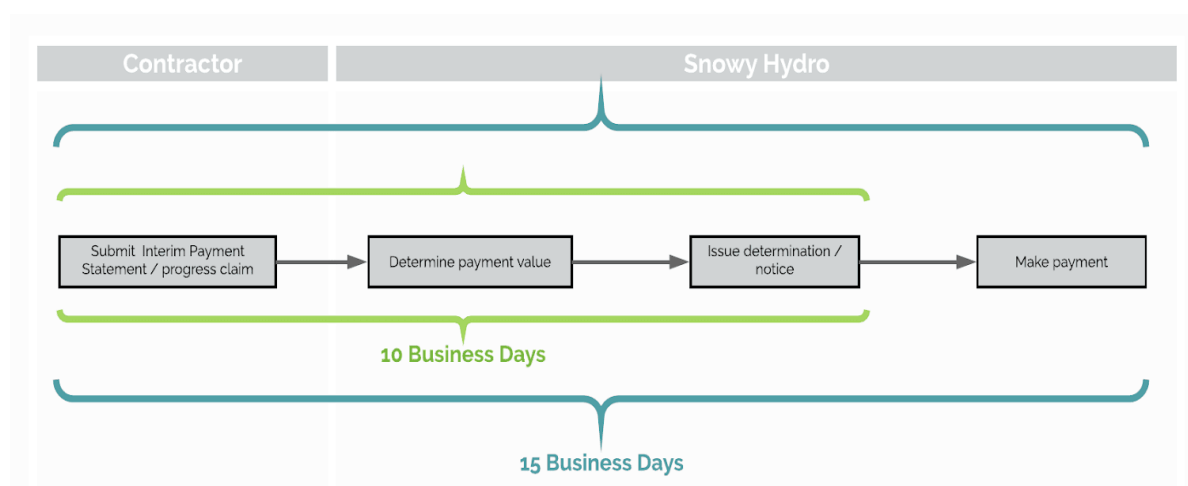 Contractor
Snowy Hydro
Submit Interim Payment
Statement / progress claim
Determine payment value
Issue determination /
notice
Make payment
10 Business Days
15 Business Days